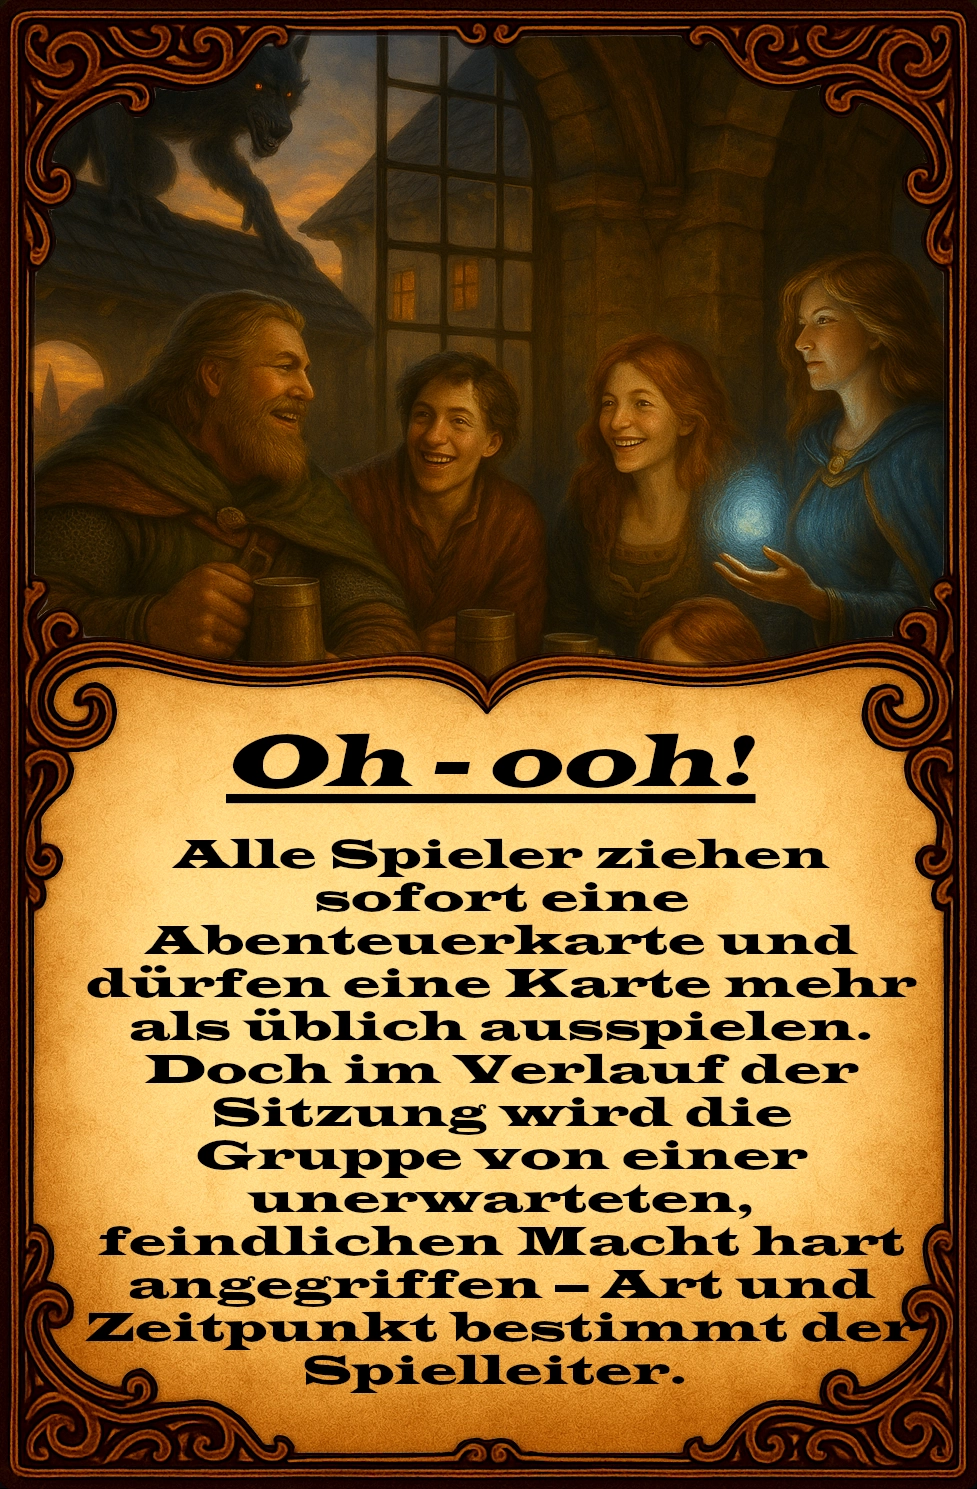 Oh - ooh!
Alle Spieler ziehen
sofort eine
Abenteuerkarte und
dürfen eine Karte mehr
als üblich ausspielen.
Doch im Verlauf der
Sitzung wird die
Gruppe von einer
unerwarteten,
feindlichen Macht hart
angegriffen – Art und
Zeitpunkt bestimmt der
Spielleiter.